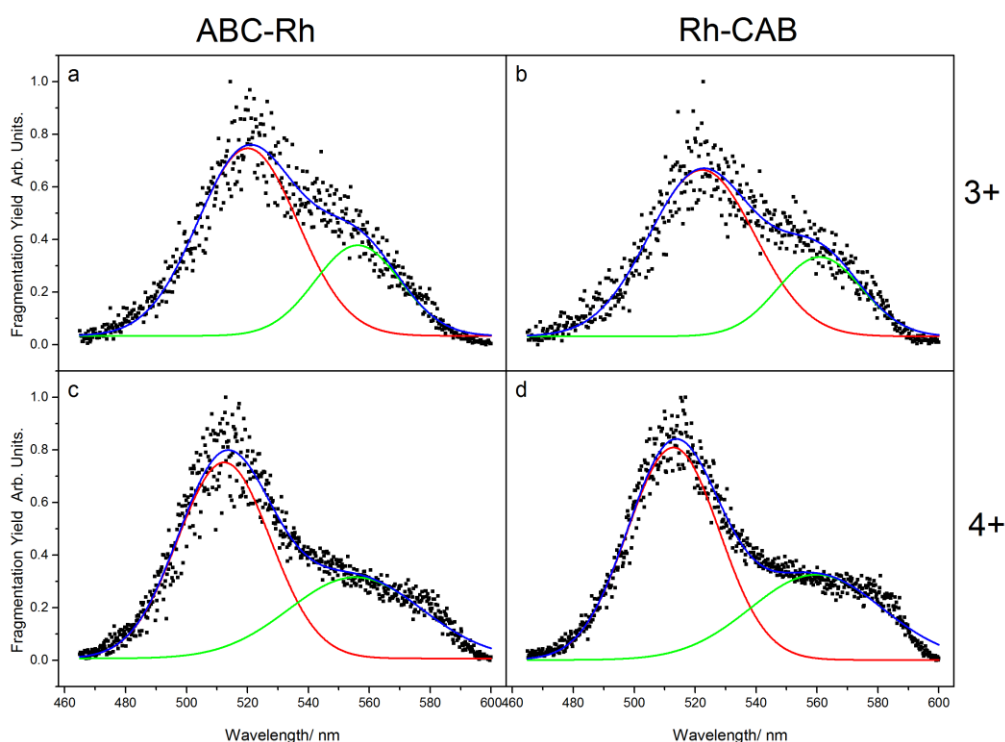 ABC-Rh Rh-CAB
a b
1.0
0.8
0.6
0.4
0.2
0.0
Fragmentation Yield Arb. Units.
3+
c d
1.0
0.8
0.6
0.4
0.2
0.0
Fragmentation Yield Arb. Units.
4+
460 480 500 520 540 560 580 600 460 480 500 520 540 560 580 600
Wavelength/ nm Wavelength/ nm